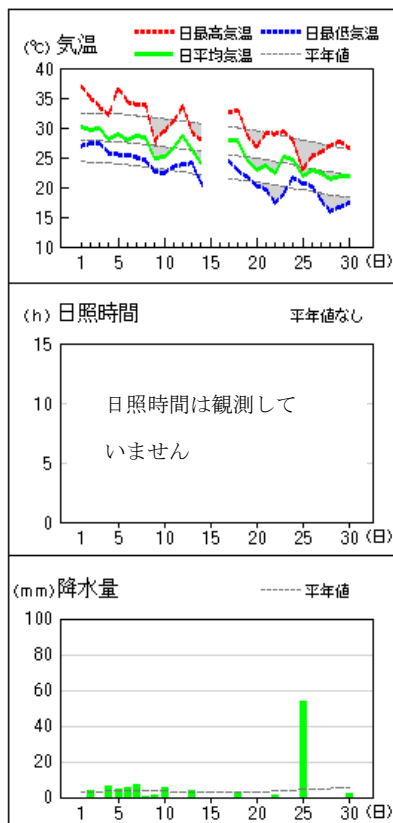 日最高気温 日最低気温
(℃) 気温 日平均気温 平年値
40
35
30
25
20
15
10
1 5 10 15 20 25 30 (日)
(h) 日照時間 平年値なし
15
10
5
0
日照時間は観測して
いません
1 5 10 15 20 25 30 (日)
(mm) 降水量 平年値
100
80
60
40
20
0
1 5 10 15 20 25 30 (日)